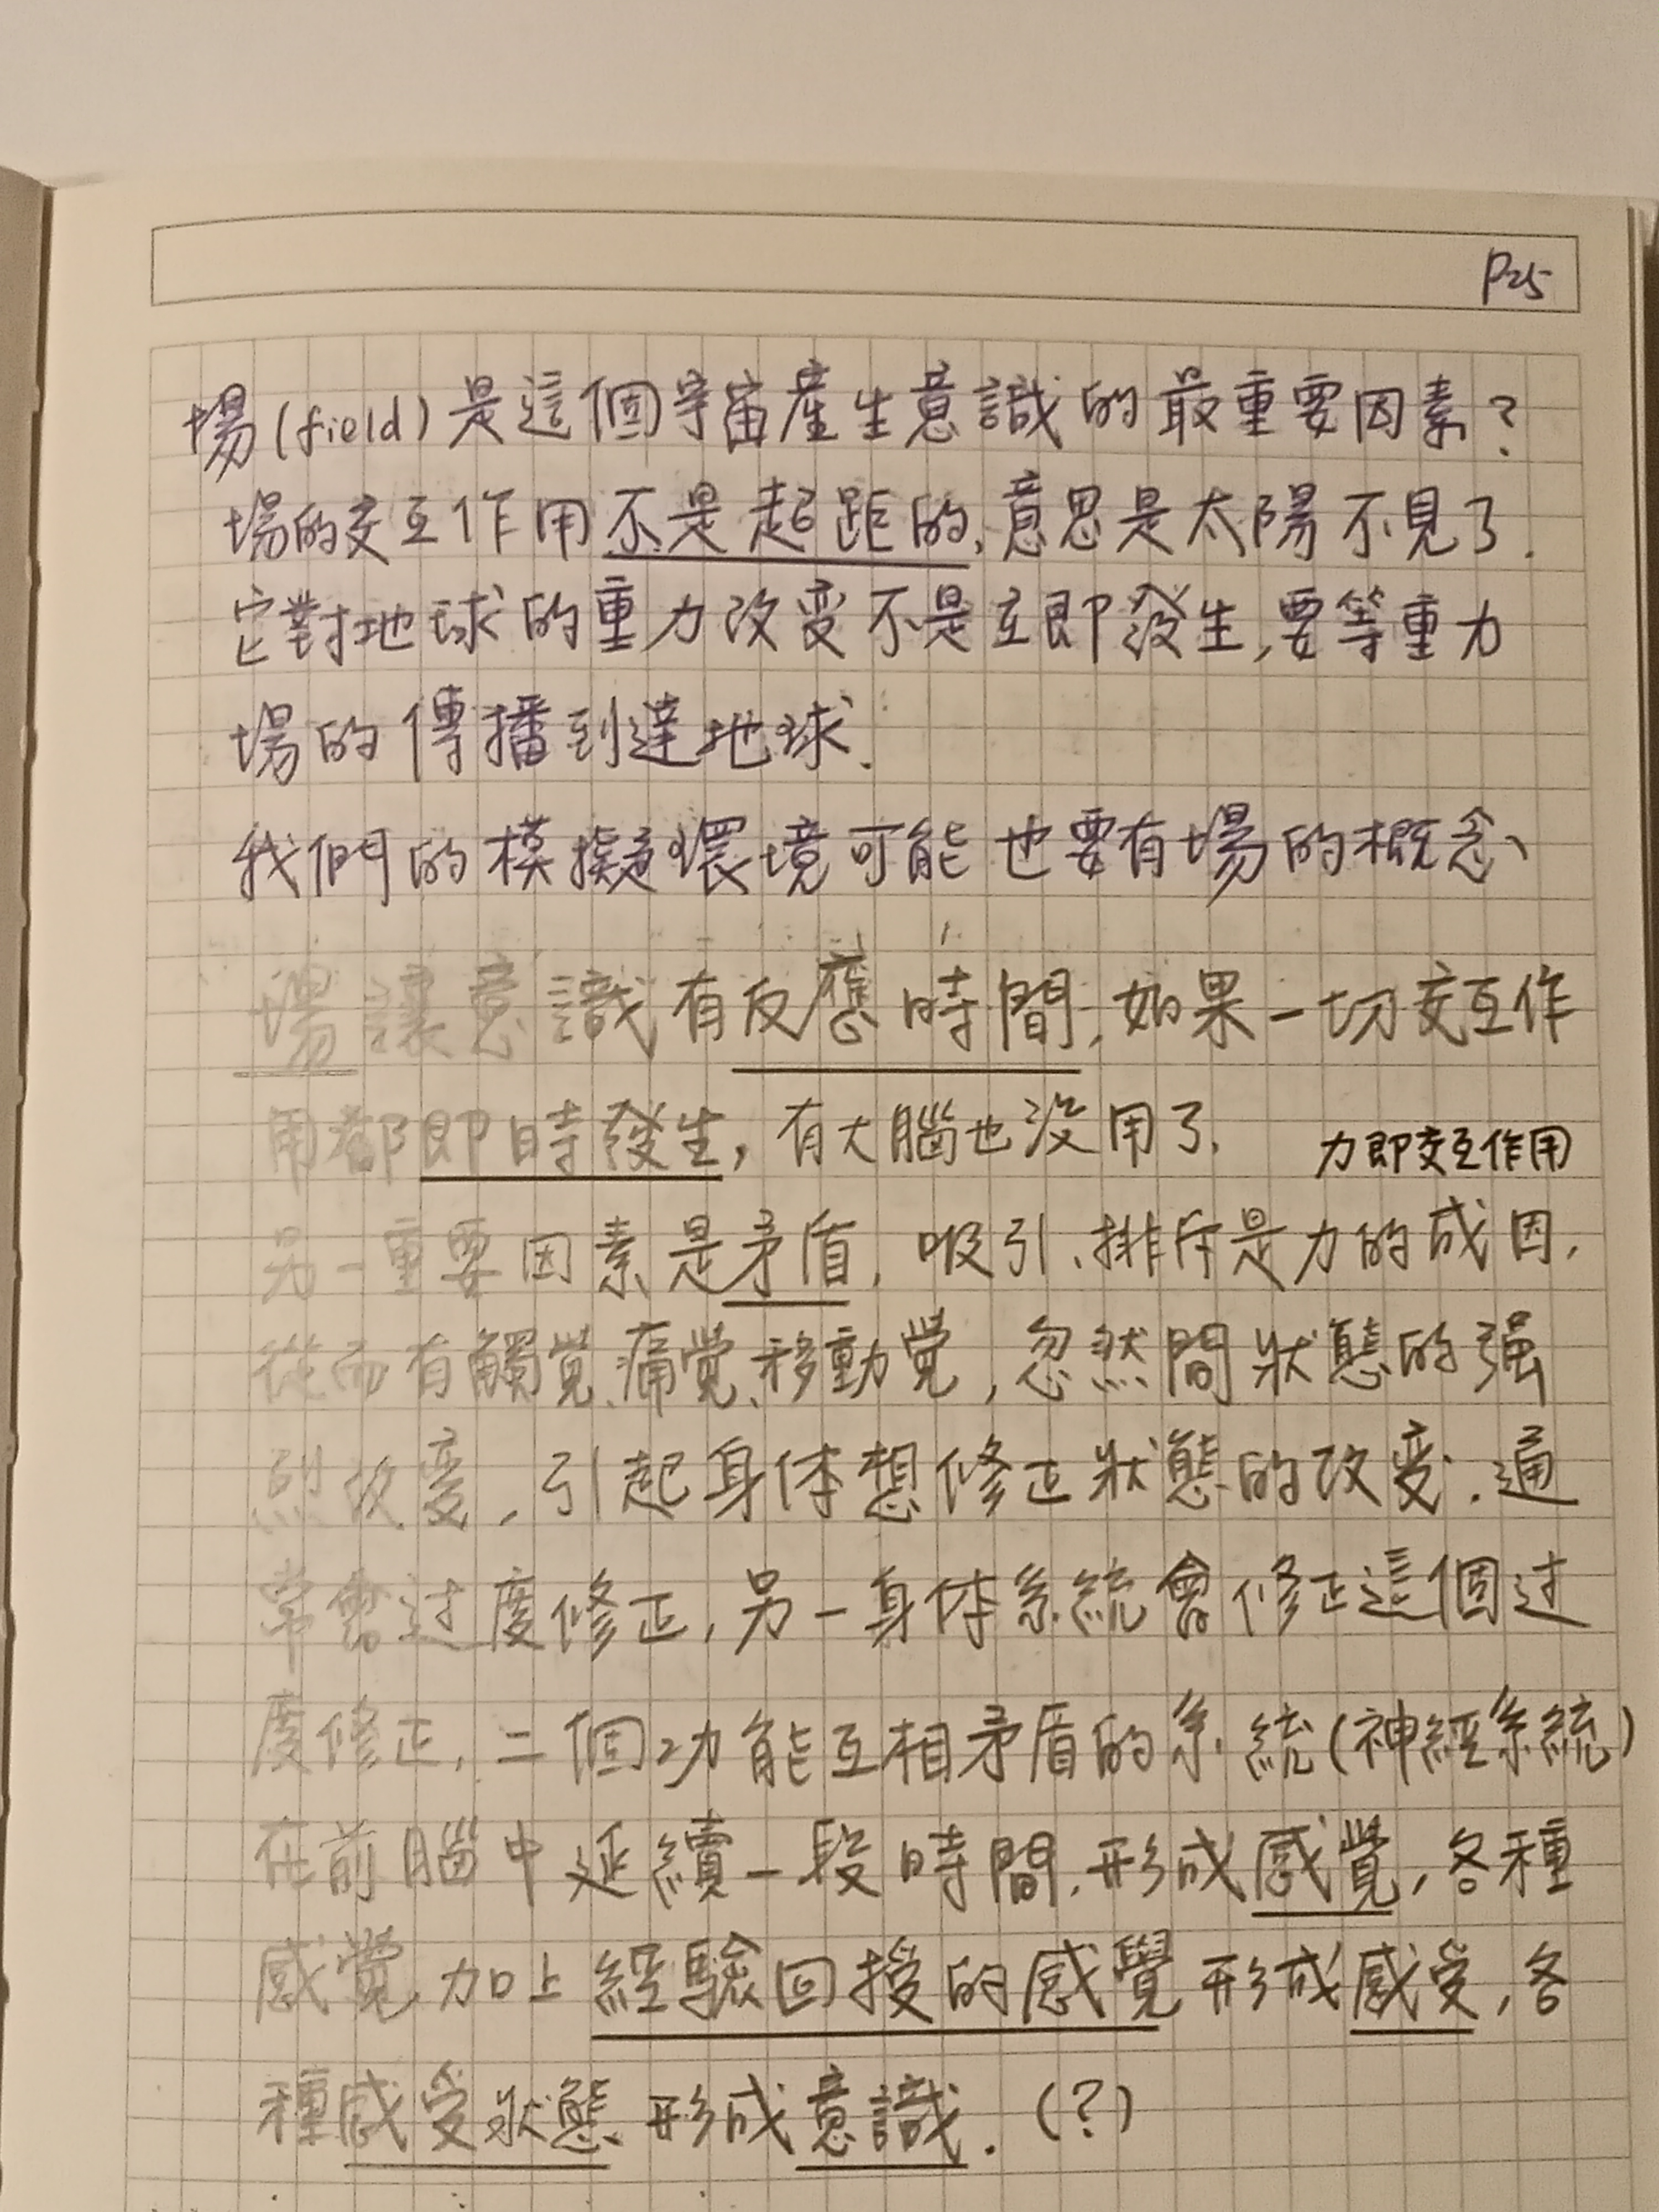 P25
場(field)是這個宇宙產生意識的最重要因素?
場的交互作用不是起距的,意思是太陽不見了.
它對地球的重力改变不是立即發生,要等重力
場的傳播到達地球.
我們的模擬環境可能也要有場的概念、
場讓意識有反應時間,如果一切交互作
用都即時發生,有大腦也沒用了.
力即交互作用
另一重要因素是矛盾,吸引、排斥是力的成因,
從而有觸覚、痛覚、移動覚,忽然間狀態的強
烈改变,引起身体想修正狀態的改变.通
常會过度修正,另一身体系統會修正這個过
度修正,二個功能互相矛盾的系統(神經系統)
在前腦中延續一段時間,形成感覚,各種
感覚加上經驗回授的感覺形成感受,各
種感受狀態形成意識.(?)